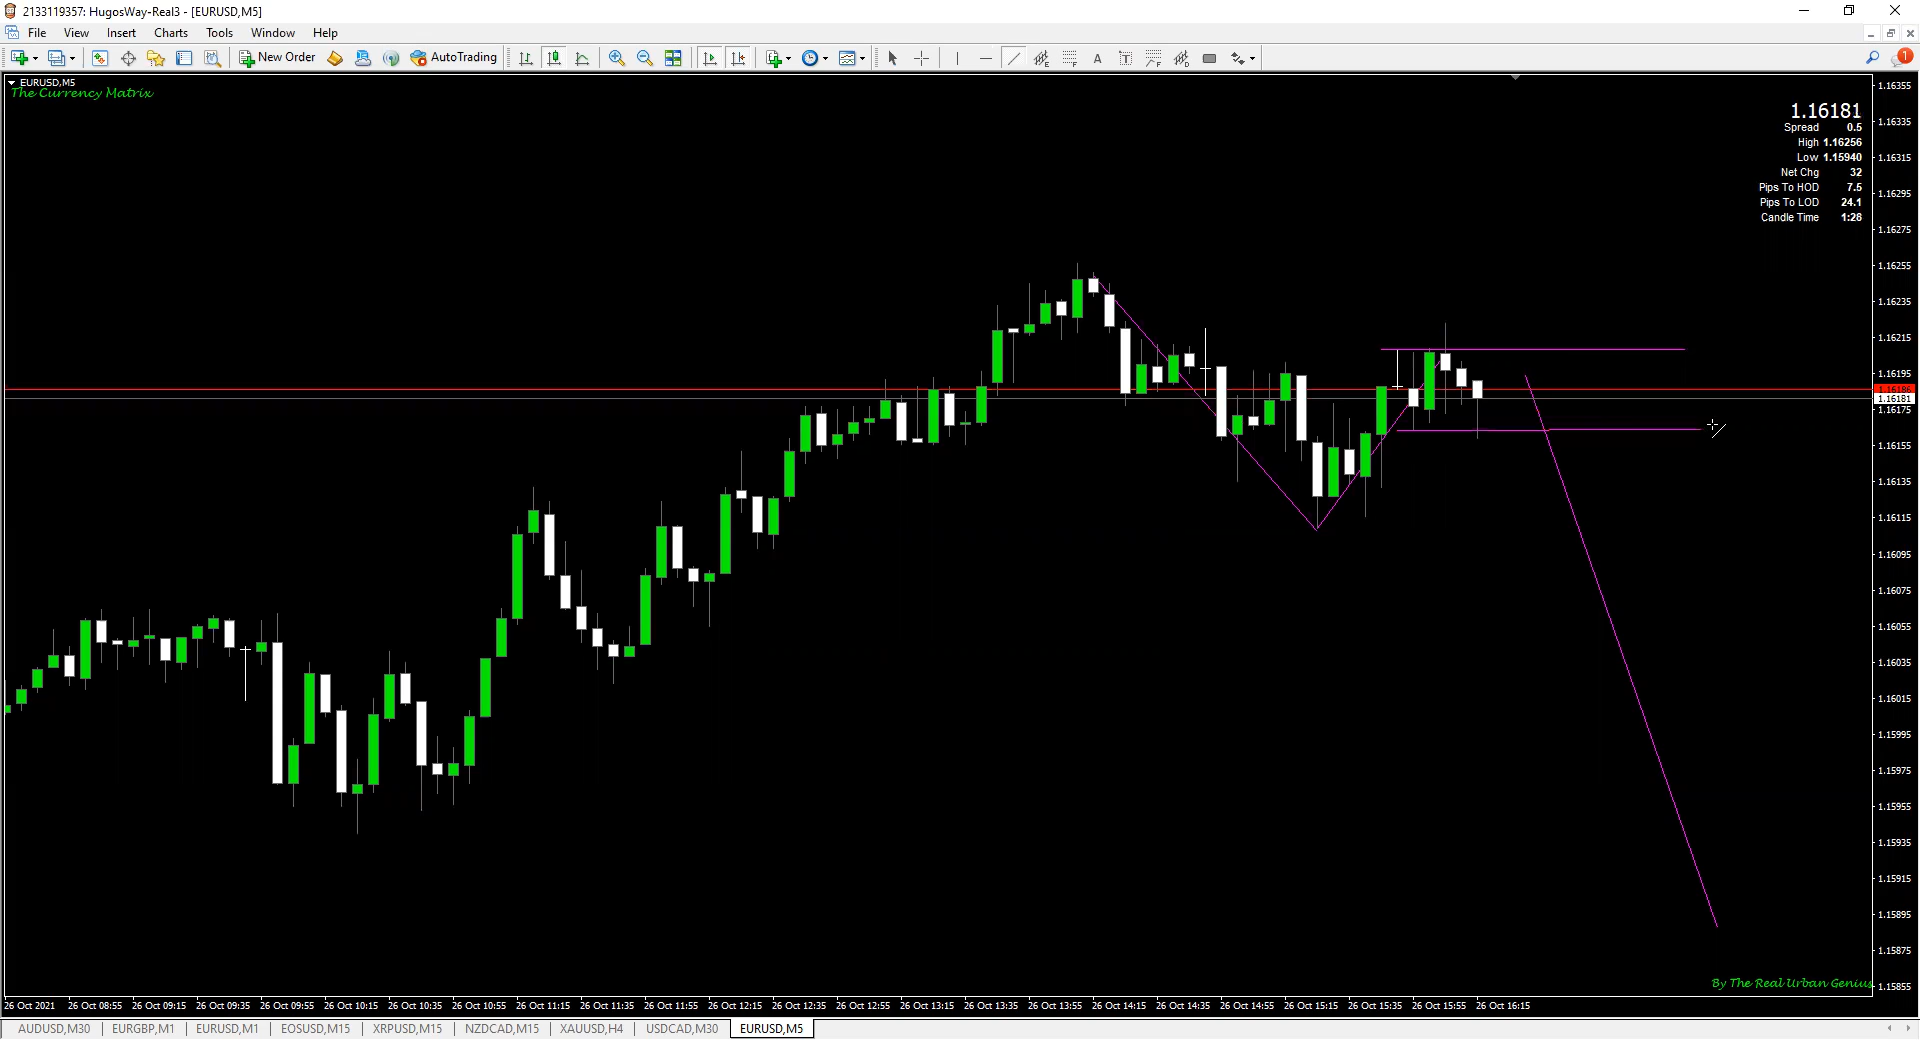 2133119357: HugosWay-Real3 - [EURUSD,M5]
File View Insert Charts Tools Window Help
New Order AutoTrading A T F 1
EURUSD,M5
The Currency Matrix
1.16181
Spread 0.5
High 1.16256
Low 1.15940
Net Chg 32
Pips To HOD 7.5
Pips To LOD 24.1
Candle Time 1:28
1.16355
1.16335
1.16315
1.16295
1.16275
1.16255
1.16235
1.16215
1.16195
1.16186
1.16181
1.16175
1.16155
1.16135
1.16115
1.16095
1.16075
1.16055
1.16035
1.16015
1.15995
1.15975
1.15955
1.15935
1.15915
1.15895
1.15875
1.15855
By The Real Urban Genius
26 Oct 2021 26 Oct 08:55 26 Oct 09:15 26 Oct 09:35 26 Oct 09:55 26 Oct 10:15 26 Oct 10:35 26 Oct 10:55 26 Oct 11:15 26 Oct 11:35 26 Oct 11:55 26 Oct 12:15 26 Oct 12:35 26 Oct 12:55 26 Oct 13:15 26 Oct 13:35 26 Oct 13:55 26 Oct 14:15 26 Oct 14:35 26 Oct 14:55 26 Oct 15:15 26 Oct 15:35 26 Oct 15:55 26 Oct 16:15
AUDUSD,M30 EURGBP,M1 EURUSD,M1 EOSUSD,M15 XRPUSD,M15 NZDCAD,M15 XAUUSD,H4 USDCAD,M30 EURUSD,M5